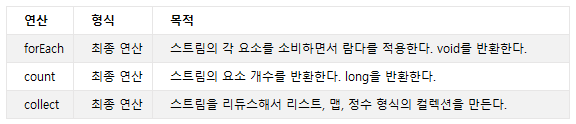 연산 형식 목적
forEach 최종 연산 스트림의 각 요소를 소비하면서 람다를 적용한다. void를 반환한다.
count 최종 연산 스트림의 요소 개수를 반환한다. long을 반환한다.
collect 최종 연산 스트림을 리듀스해서 리스트, 맵, 정수 형식의 컬렉션을 만든다.